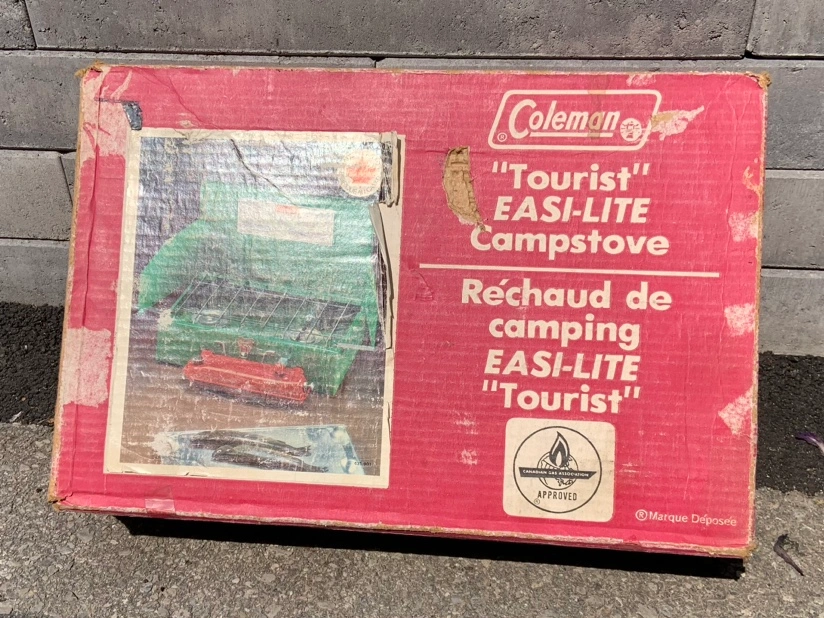 Coleman
®
"Tourist"
EASI-LITE
Campstove
Réchaud de
camping
EASI-LITE
"Tourist"
CANADIAN GAS ASSOCIATION
APPROVED
®
® Marque Déposée